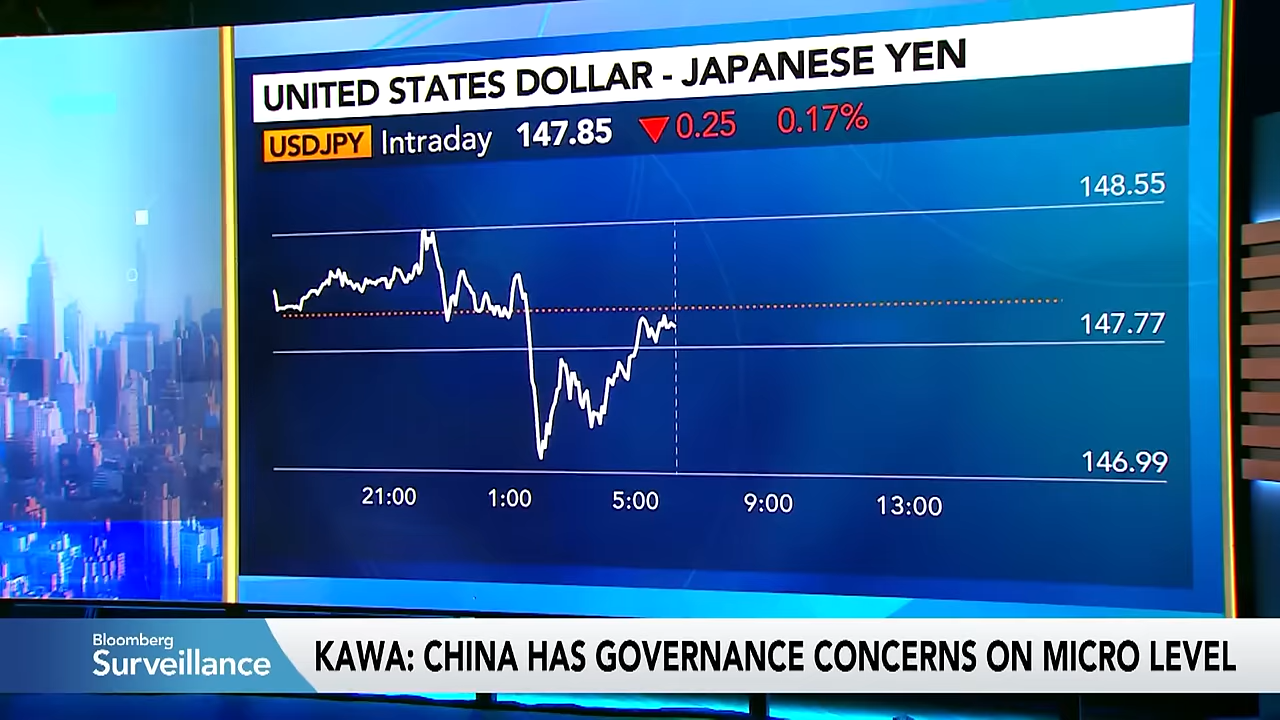 UNITED STATES DOLLAR - JAPANESE YEN
USDJPY Intraday 147.85 ▼0.25 0.17%
148.55
147.77
146.99
21:00 1:00 5:00 9:00 13:00
Bloomberg
Surveillance
KAWA: CHINA HAS GOVERNANCE CONCERNS ON MICRO LEVEL